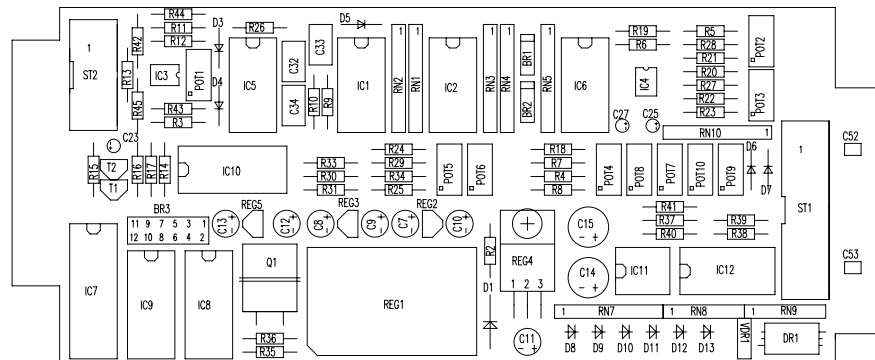 R44 D3 D5 R19 R5
R11 R26 R6 R28 POT2
R12 R21
1 R42 C33 1 1 1 1 1 BR1 R20
ST2 R13 IC3 POT1 IC5 C32 IC1 RN2 RN1 IC2 RN3 RN4 RN5 IC6 IC4 R27 POT3
D4 R22
R45 R43 C34 R10 R9 BR2 C27 C25 R23
R3
C23 RN10 1
R24 R18 D6 C52
T2 R33 R29 R7 1
R15 T1 R16 R17 R14 IC10 R30 R34 POT5 POT6 R4 POT4 POT8 POT7 POT10 POT9 D7
R31 R25 R8
BR3 REG5 REG3 REG2 R41 ST1
11 9 7 5 3 1 C13 C12 C8 C9 C7 C10 C15 R37 R39
12 10 8 6 4 2 R40 R38
R2
IC7 IC9 IC8 Q1 REG4 C14 IC11 IC12 C53
D1 1 2 3
REG1
1 RN7 1 RN8 1 RN9
R36 C11 VDR1 DR1
R35 D8 D9 D10 D11 D12 D13